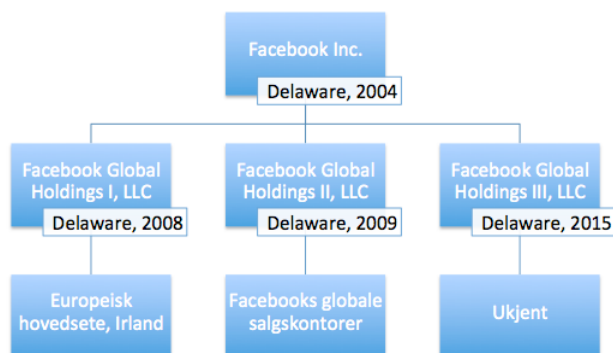 Facebook Inc.
Delaware, 2004
Facebook Global
Holdings I, LLC
Delaware, 2008
Facebook Global
Holdings II, LLC
Delaware, 2009
Facebook Global
Holdings III, LLC
Delaware, 2015
Europeisk
hovedsete, Irland
Facebooks globale
salgskontorer
Ukjent